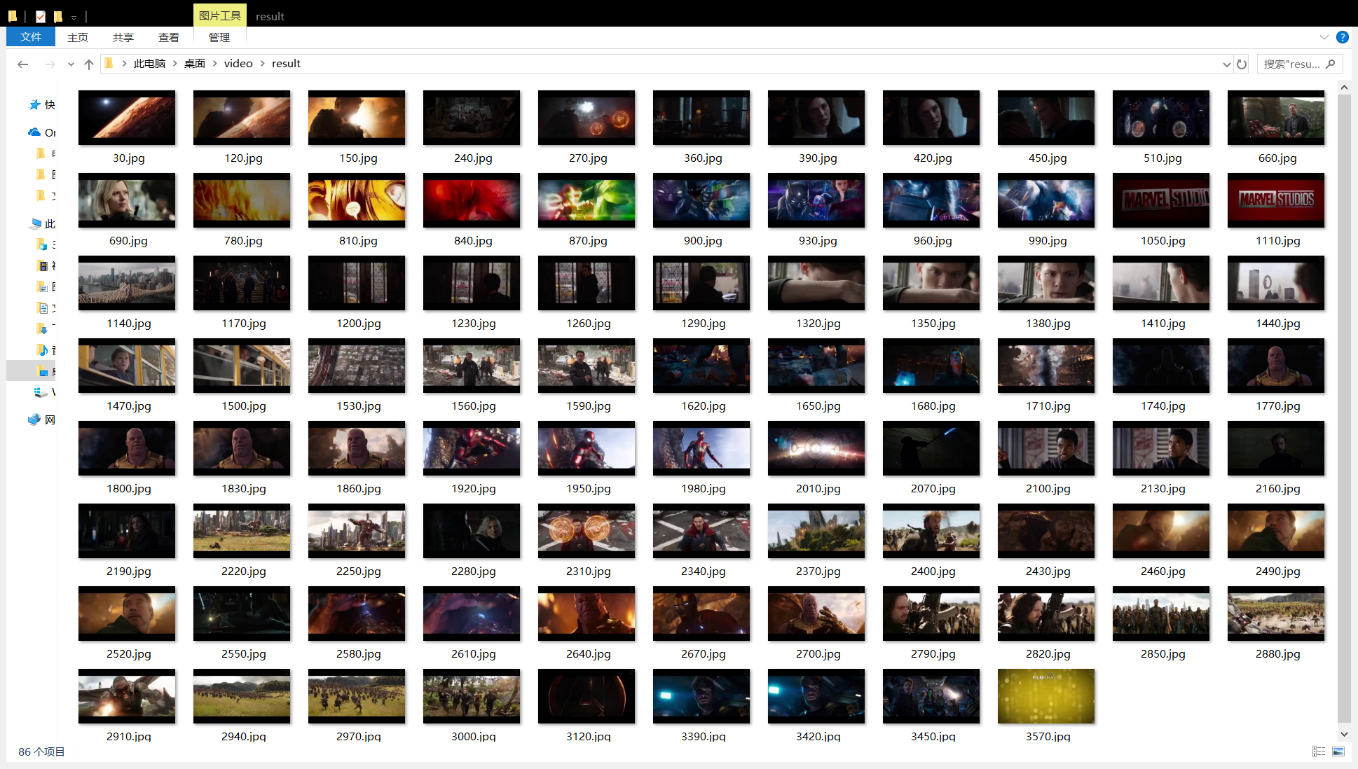 图片工具 result
文件 主页 共享 查看 管理
此电脑 桌面 video result 搜索"resu...
30.jpg 120.jpg 150.jpg 240.jpg 270.jpg 360.jpg 390.jpg 420.jpg 450.jpg 510.jpg 660.jpg
690.jpg 780.jpg 810.jpg 840.jpg 870.jpg 900.jpg 930.jpg 960.jpg 990.jpg 1050.jpg 1110.jpg
MARVEL STUDIOS
1140.jpg 1170.jpg 1200.jpg 1230.jpg 1260.jpg 1290.jpg 1320.jpg 1350.jpg 1380.jpg 1410.jpg 1440.jpg
1470.jpg 1500.jpg 1530.jpg 1560.jpg 1590.jpg 1620.jpg 1650.jpg 1680.jpg 1710.jpg 1740.jpg 1770.jpg
1800.jpg 1830.jpg 1860.jpg 1920.jpg 1950.jpg 1980.jpg 2010.jpg 2070.jpg 2100.jpg 2130.jpg 2160.jpg
2190.jpg 2220.jpg 2250.jpg 2280.jpg 2310.jpg 2340.jpg 2370.jpg 2400.jpg 2430.jpg 2460.jpg 2490.jpg
2520.jpg 2550.jpg 2580.jpg 2610.jpg 2640.jpg 2670.jpg 2700.jpg 2790.jpg 2820.jpg 2850.jpg 2880.jpg
2910.jpg 2940.jpg 2970.jpg 3000.jpg 3120.jpg 3390.jpg 3420.jpg 3450.jpg 3570.jpg
86 个项目